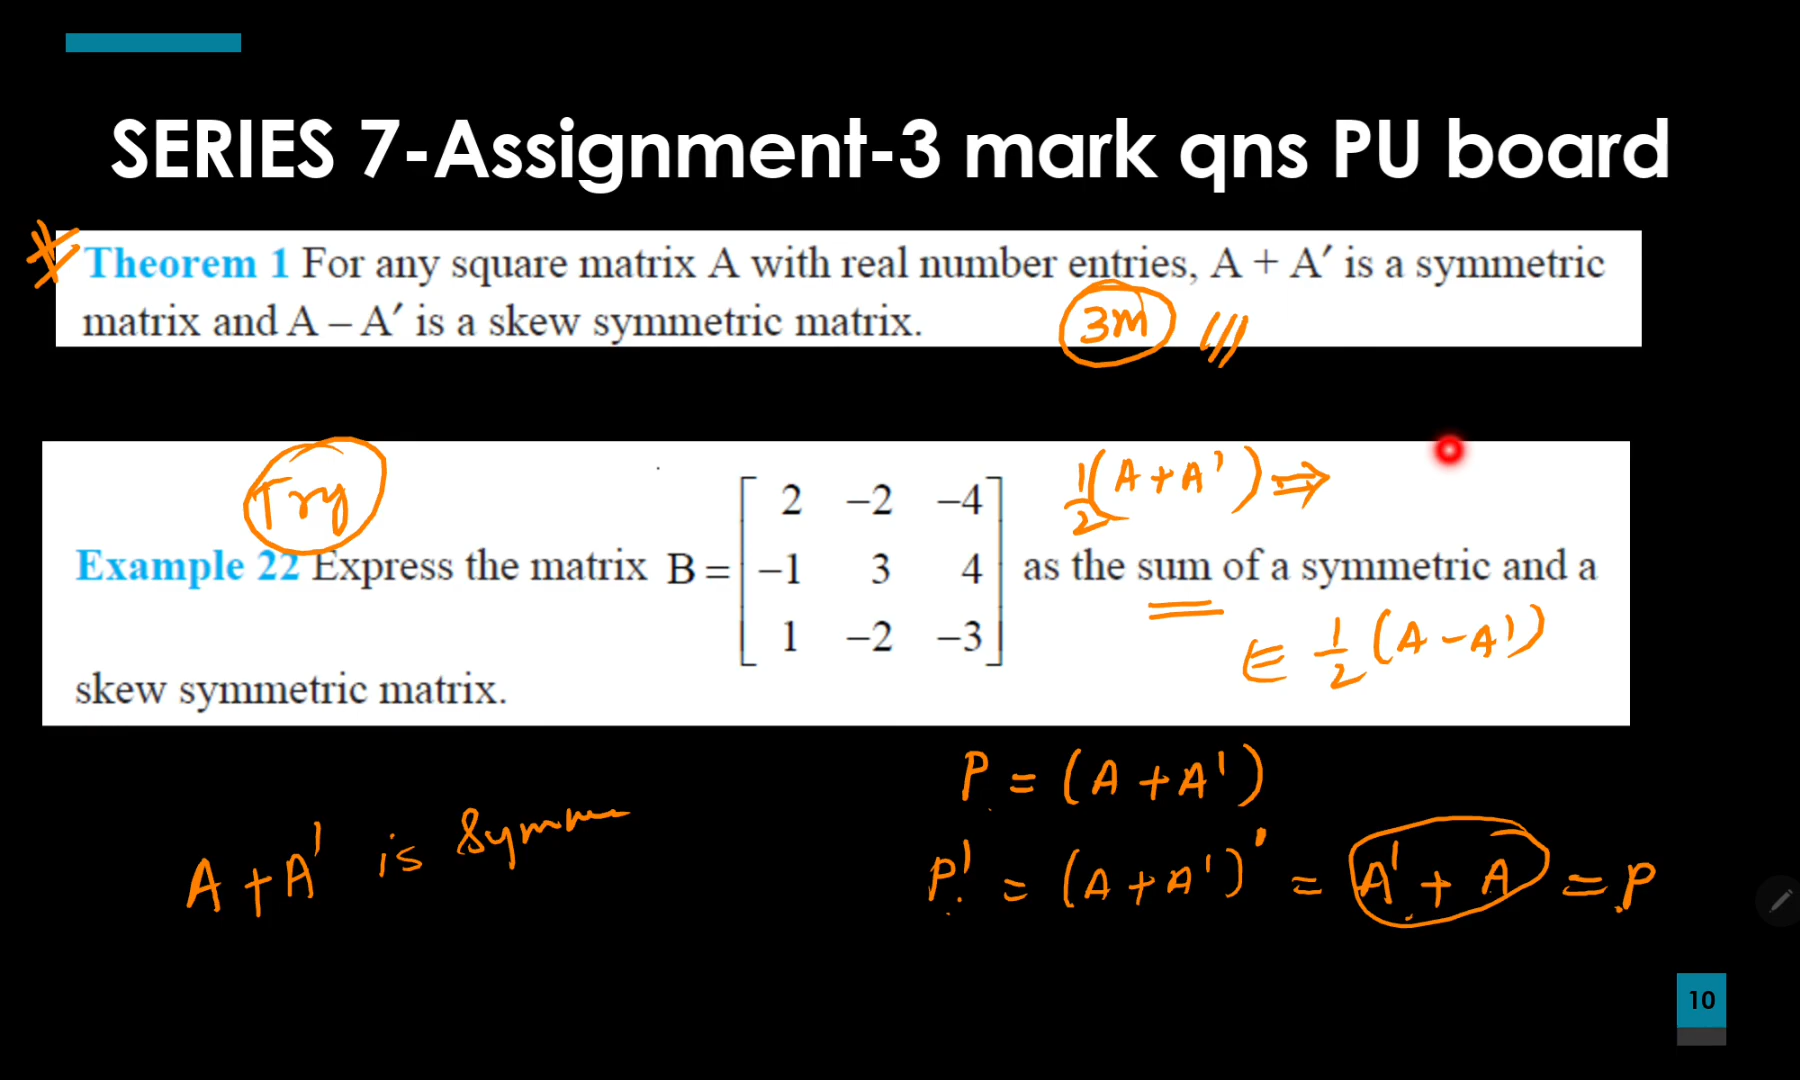 SERIES 7-Assignment-3 mark qns PU board
Theorem 1 For any square matrix A with real number entries, A + A′ is a symmetric
matrix and A – A′ is a skew symmetric matrix.
3m
Try
1/2 (A + A') ⇒
2 –2 –4
Example 22 Express the matrix B = –1 3 4 as the sum of a symmetric and a
1 –2 –3
1/2 (A - A')
skew symmetric matrix.
P = (A + A')
A + A' is Symm
P' = (A + A')' = A' + A = P
10